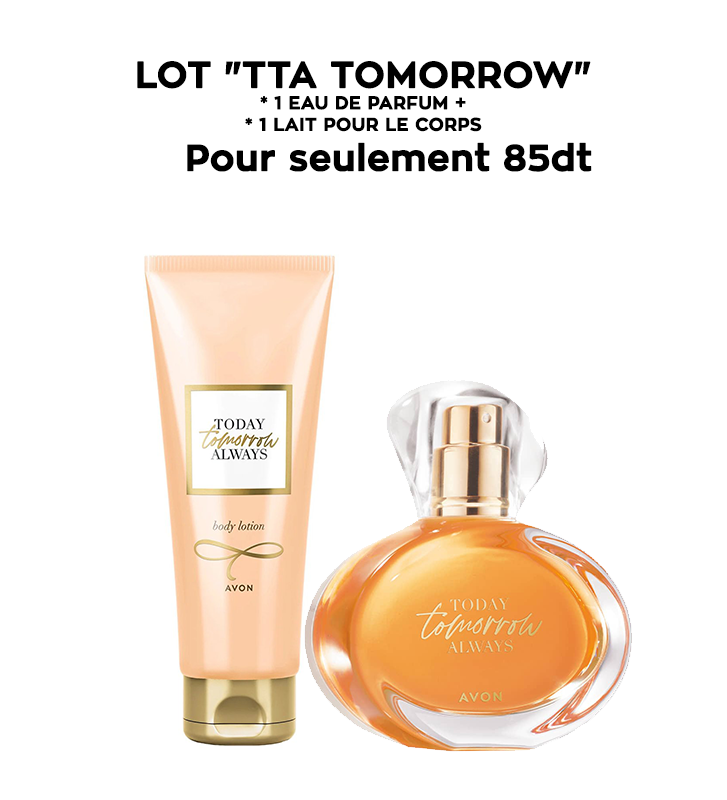 LOT "TTA TOMORROW"
* 1 EAU DE PARFUM +
* 1 LAIT POUR LE CORPS
Pour seulement 85dt
TODAY
tomorrow
ALWAYS
body lotion
AVON
TODAY
tomorrow
ALWAYS
AVON